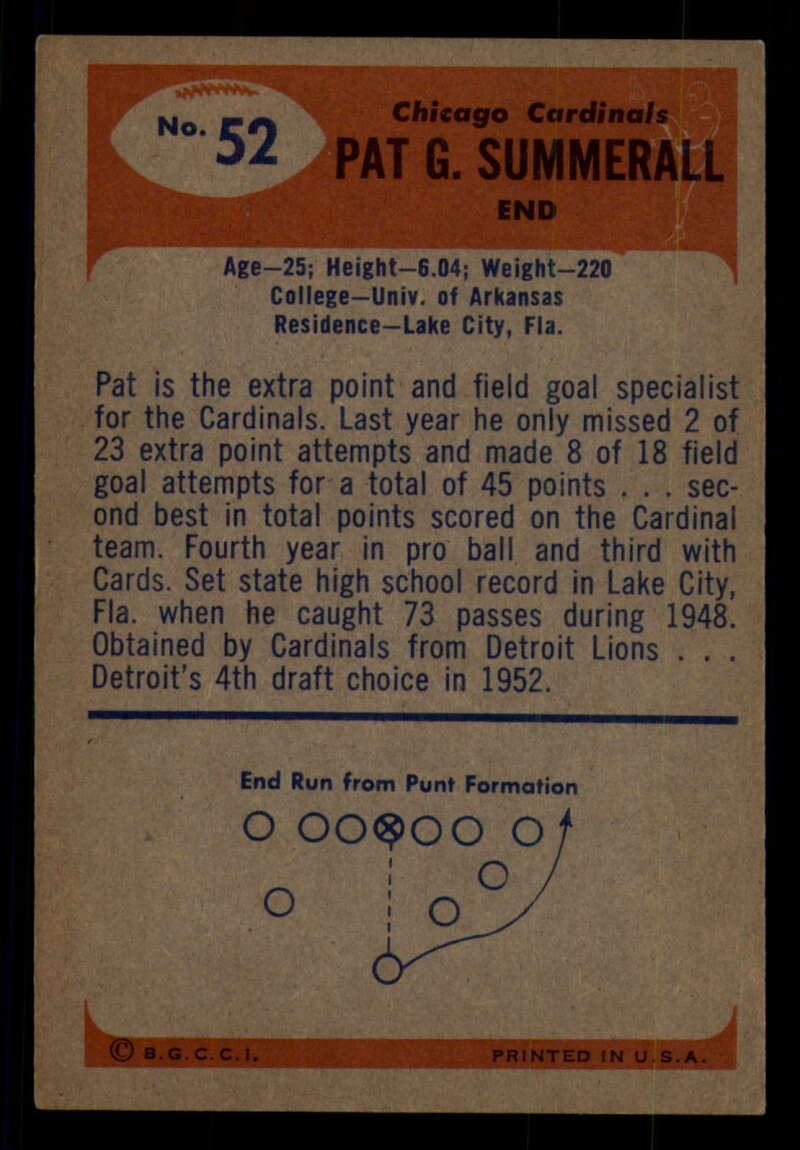 No. 52
Chicago Cardinals
PAT G. SUMMERALL
END
Age—25; Height—6.04; Weight—220
College—Univ. of Arkansas
Residence—Lake City, Fla.
Pat is the extra point and field goal specialist
for the Cardinals. Last year he only missed 2 of
23 extra point attempts and made 8 of 18 field
goal attempts for a total of 45 points . . . sec-
ond best in total points scored on the Cardinal
team. Fourth year in pro ball and third with
Cards. Set state high school record in Lake City,
Fla. when he caught 73 passes during 1948.
Obtained by Cardinals from Detroit Lions . . .
Detroit's 4th draft choice in 1952.
End Run from Punt Formation
© B.G.C.C.I.
PRINTED IN U.S.A.